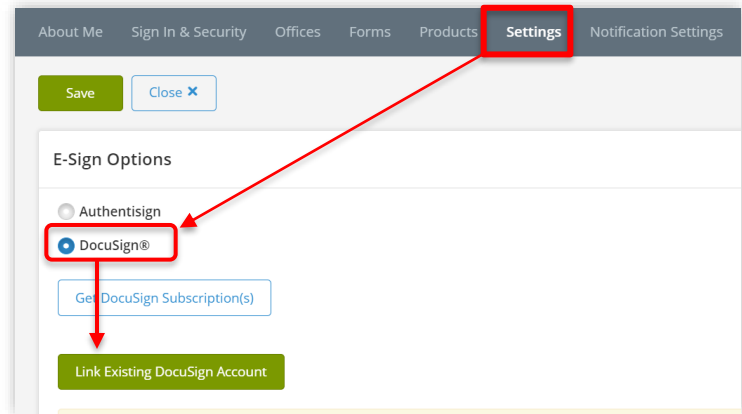 About Me Sign In & Security Offices Forms Products Settings Notification Settings
Save Close ×
E-Sign Options
Authentisign
DocuSign®
Get DocuSign Subscription(s)
Link Existing DocuSign Account